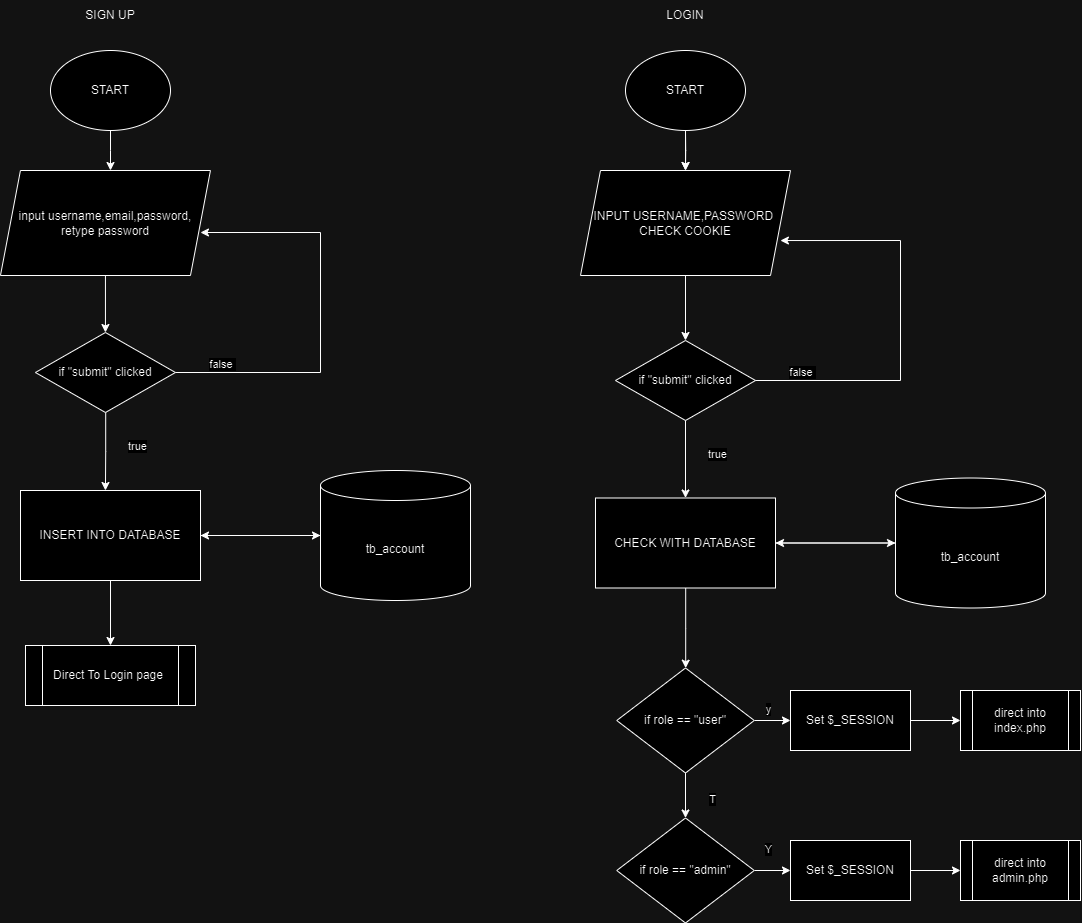 SIGN UP
START
input username,email,password,
retype password
if "submit" clicked
false
true
INSERT INTO DATABASE
tb_account
Direct To Login page
LOGIN
START
INPUT USERNAME,PASSWORD
CHECK COOKIE
if "submit" clicked
false
true
CHECK WITH DATABASE
tb_account
if role == "user"
y
Set $_SESSION
direct into
index.php
T
if role == "admin"
Y
Set $_SESSION
direct into
admin.php